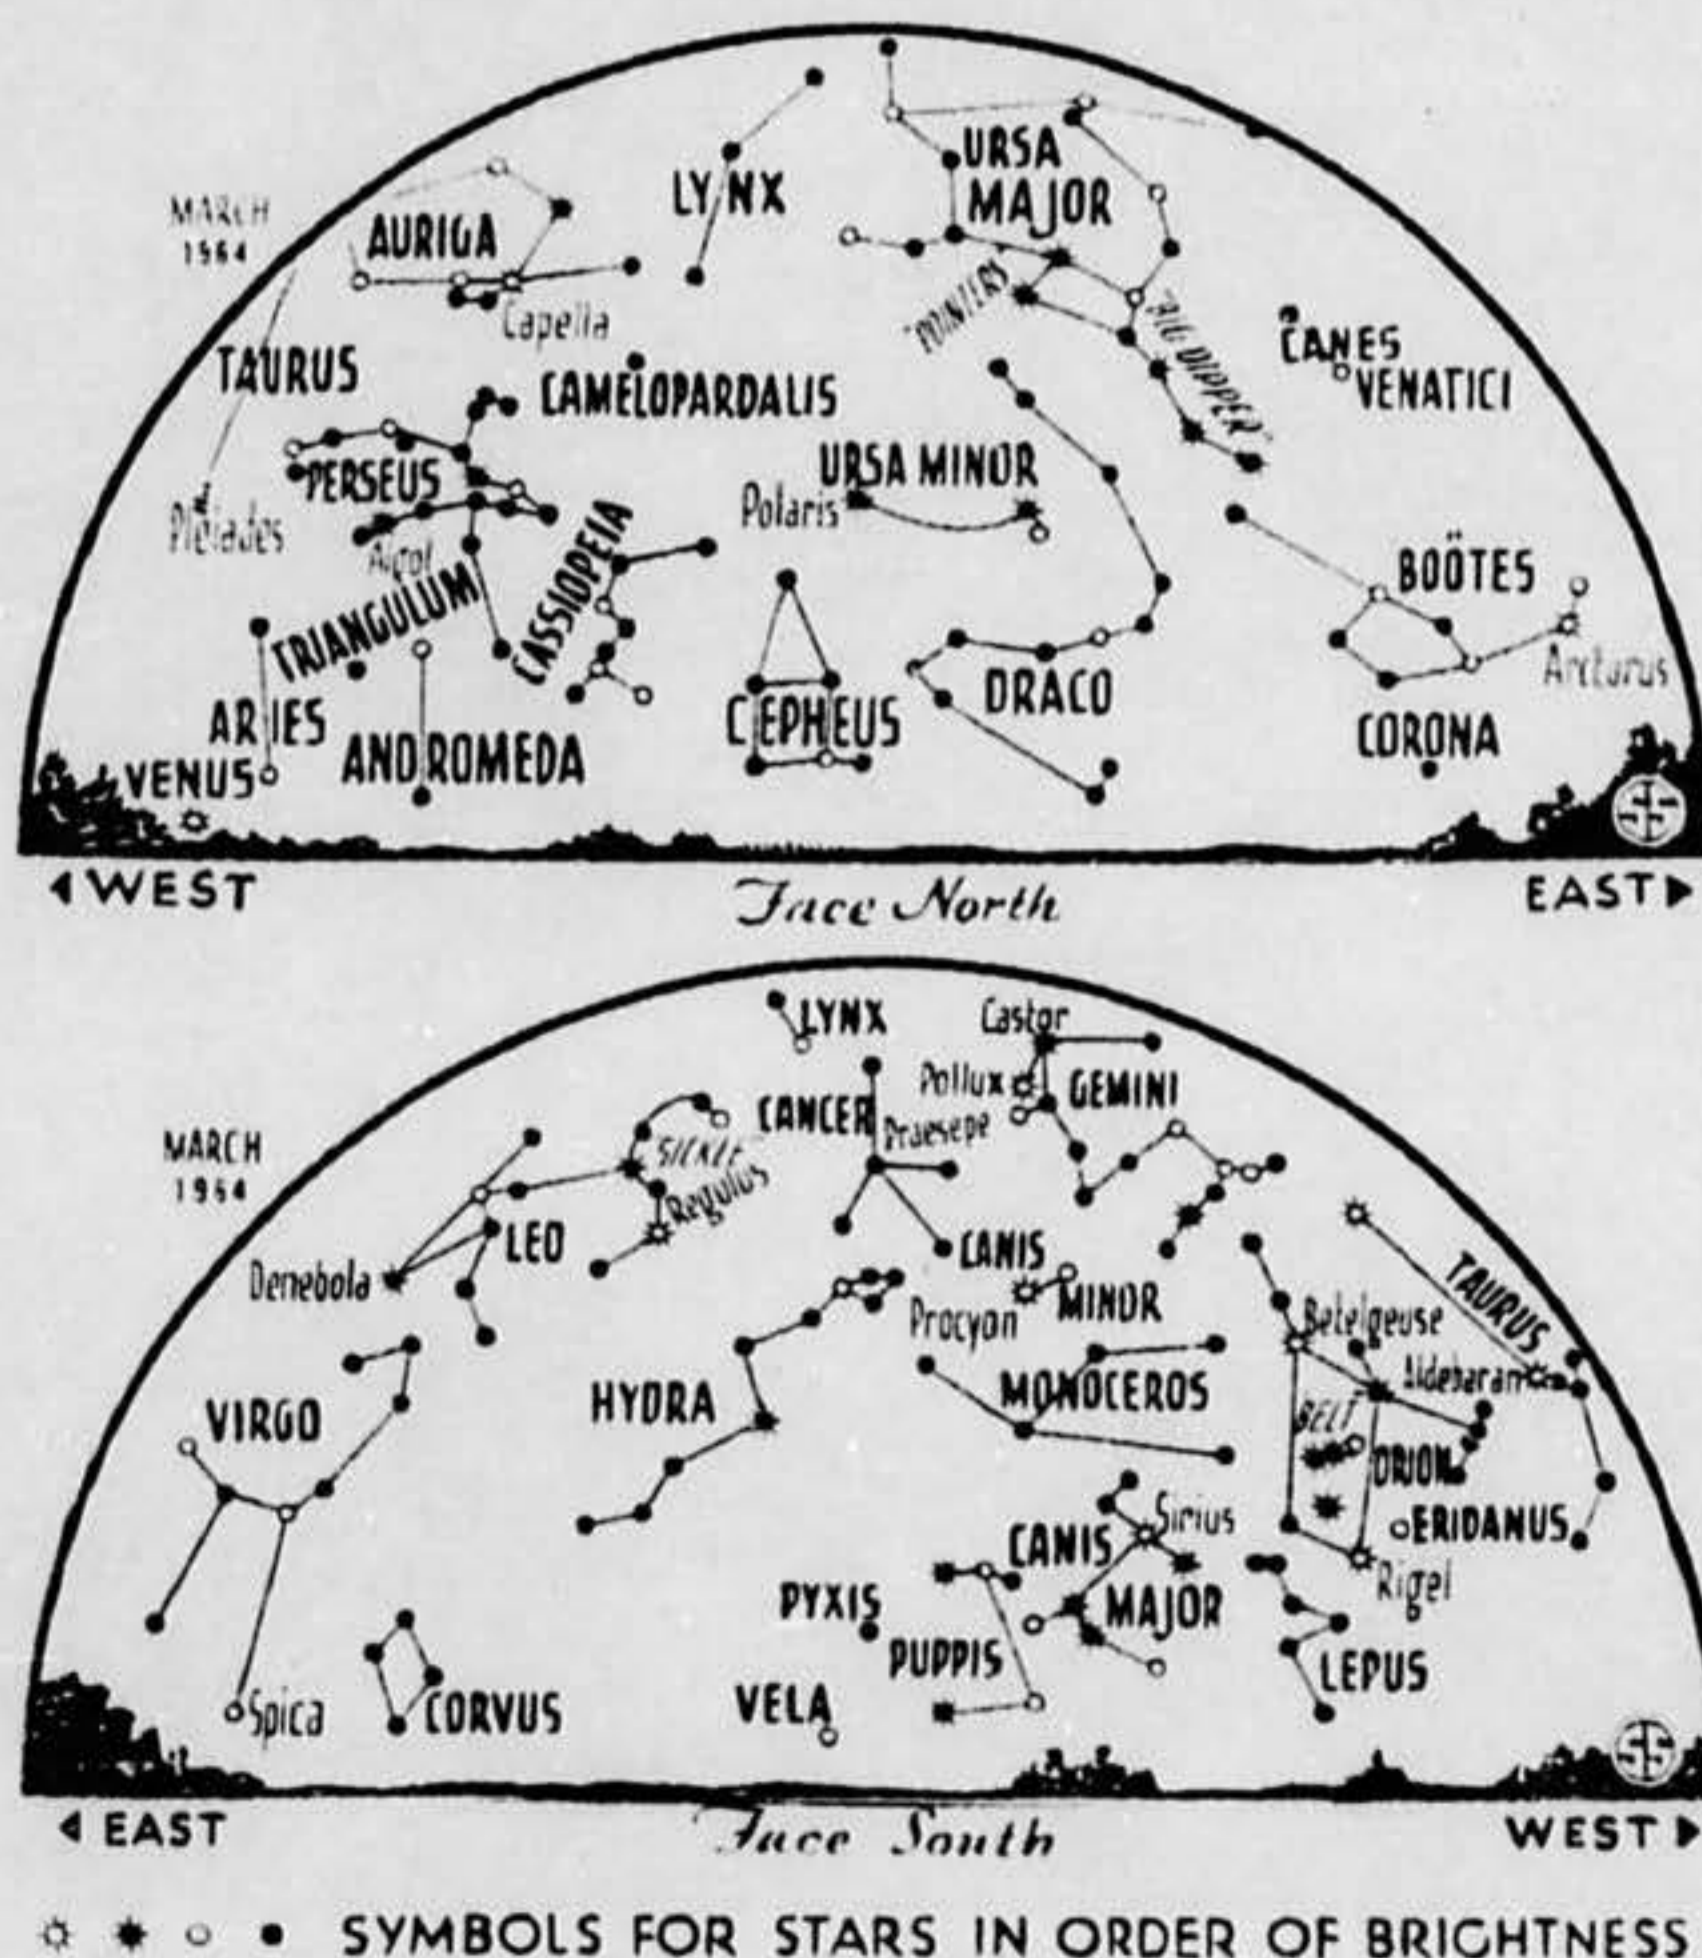 URSA
MAJOR
LYNX
MARCH
1964
AURIGA
"POINTERS"
"BIG DIPPER"
Capella
CANES
VENATICI
TAURUS
CAMELOPARDALIS
URSA MINOR
PERSEUS
Polaris
Pleiades
Algol
CASSIOPEIA
BOÖTES
TRIANGULUM
Arcturus
DRACO
ARIES
CEPHEUS
ANDROMEDA
CORONA
VENUS
SS
WEST
Face North
EAST
LYNX
Castor
Pollux
GEMINI
CANCER
Praesepe
MARCH
1964
SICKLE
Regulus
LEO
CANIS
MINOR
Denebola
Procyon
TAURUS
Betelgeuse
Aldebaran
HYDRA
MONOCEROS
VIRGO
BELT
ORION
Sirius
CANIS
MAJOR
ERIDANUS
Rigel
PYXIS
PUPPIS
LEPUS
VELA
Spica
CORVUS
SS
EAST
Face South
WEST
SYMBOLS FOR STARS IN ORDER OF BRIGHTNESS